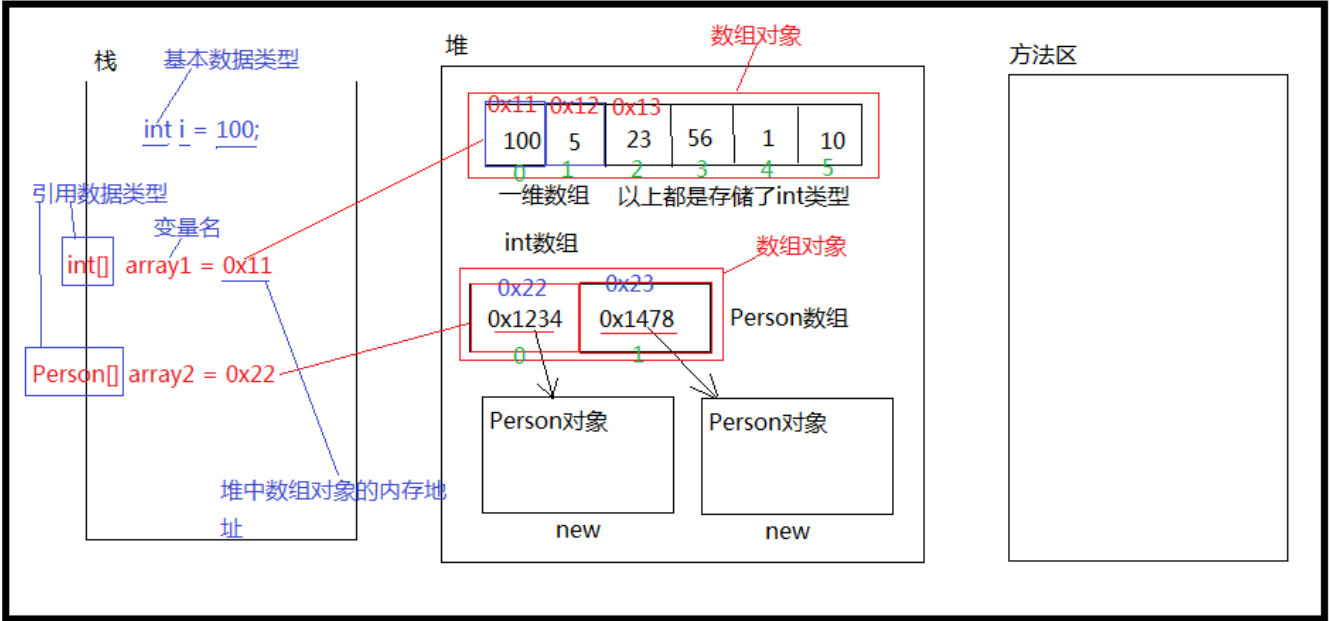 栈
基本数据类型
int i = 100;
引用数据类型
变量名
int[] array1 = 0x11
Person[] array2 = 0x22
堆中数组对象的内存地
址
堆
数组对象
0x11 0x12 0x13
100 5 23 56 1 10
0 1 2 3 4 5
一维数组 以上都是存储了int类型
int数组
数组对象
0x22 0x23
0x1234 0x1478 Person数组
0 1
Person对象 Person对象
new new
方法区